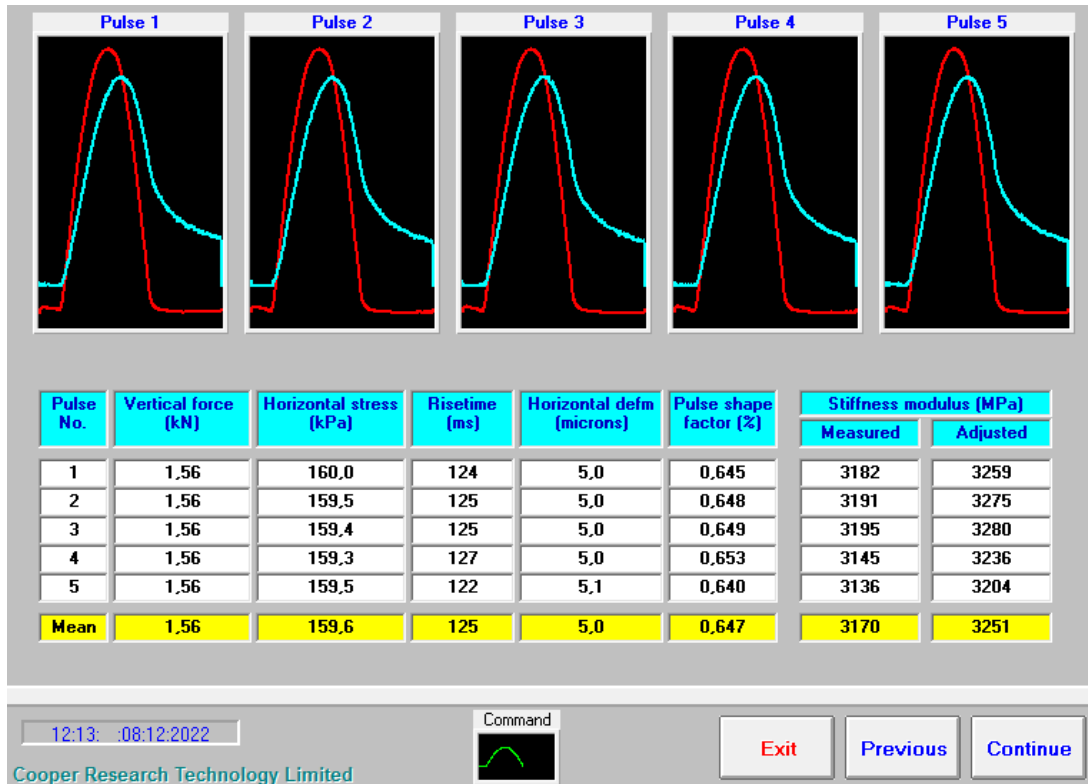 Pulse 1 Pulse 2 Pulse 3 Pulse 4 Pulse 5
Pulse No. Vertical force (kN) Horizontal stress (kPa) Risetime (ms) Horizontal defm (microns) Pulse shape factor (%) Stiffness modulus (MPa)
Measured Adjusted
1 1,56 160,0 124 5,0 0,645 3182 3259
2 1,56 159,5 125 5,0 0,648 3191 3275
3 1,56 159,4 125 5,0 0,649 3195 3280
4 1,56 159,3 127 5,0 0,653 3145 3236
5 1,56 159,5 122 5,1 0,640 3136 3204
Mean 1,56 159,6 125 5,0 0,647 3170 3251
12:13: :08:12:2022
Command
Exit Previous Continue
Cooper Research Technology Limited